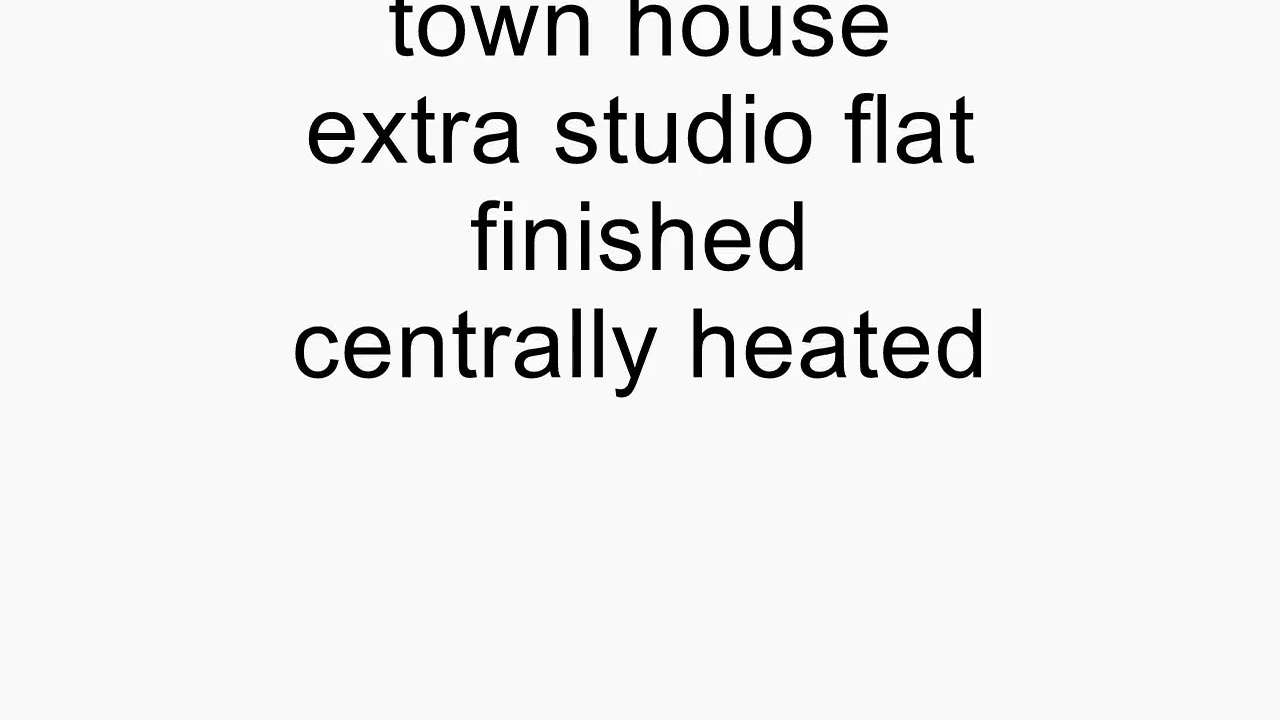 town house
extra studio flat
finished
centrally heated